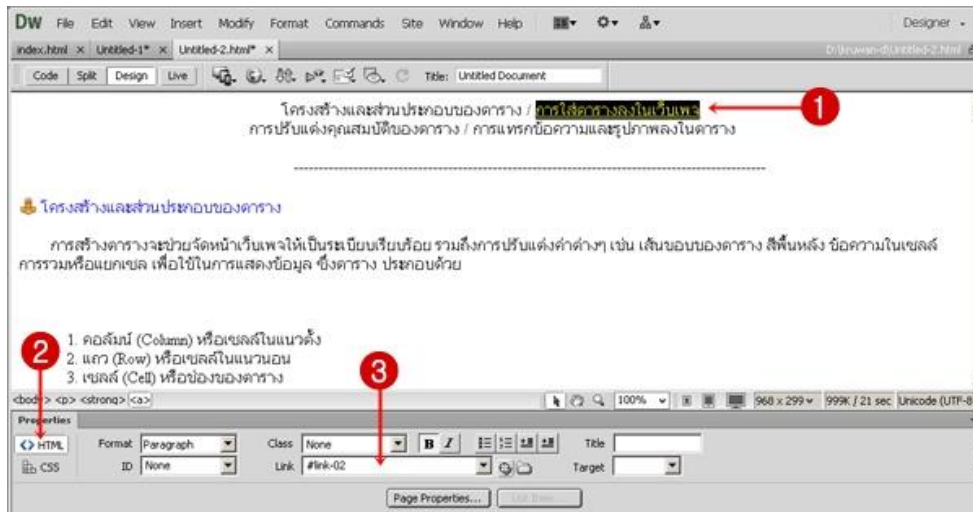 DW File Edit View Insert Modify Format Commands Site Window Help Designer
index.html × Untitled-1* × Untitled-2.html* × D:\kruwan-d\Untitled-2.html
Code Split Design Live Title: Untitled Document
โครงสร้างและส่วนประกอบของตาราง / การใส่ตารางลงในเว็บเพจ
1
การปรับแต่งคุณสมบัติของตาราง / การแทรกข้อความและรูปภาพลงในตาราง
โครงสร้างและส่วนประกอบของตาราง
การสร้างตารางจะช่วยจัดหน้าเว็บเพจให้เป็นระเบียบเรียบร้อย รวมถึงการปรับแต่งค่าต่างๆ เช่น เส้นขอบของตาราง สีพื้นหลัง ข้อความในเซลล์
การรวมหรือแยกเซล เพื่อใช้ในการแสดงข้อมูล ซึ่งตาราง ประกอบด้วย
1. คอลัมน์ (Column) หรือเซลล์ในแนวตั้ง
2
2. แถว (Row) หรือเซลล์ในแนวนอน
3
3. เซลล์ (Cell) หรือช่องของตาราง
<body> <p> <strong> <a> 100% 968 x 299 999K / 21 sec Unicode (UTF-8
Properties
<> HTML Format Paragraph Class None B I Title
CSS ID None Link #link-02 Target
Page Properties...